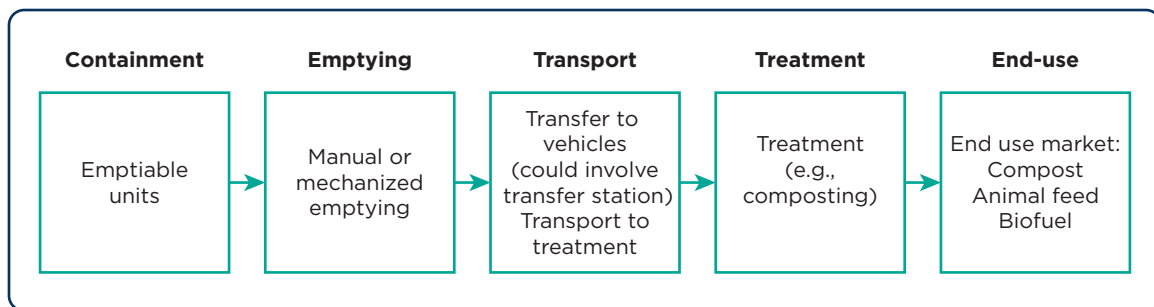 Containment
Emptying
Transport
Treatment
End-use
Emptiable
units
Manual or
mechanized
emptying
Transfer to
vehicles
(could involve
transfer station)
Transport to
treatment
Treatment
(e.g.,
composting)
End use market:
Compost
Animal feed
Biofuel